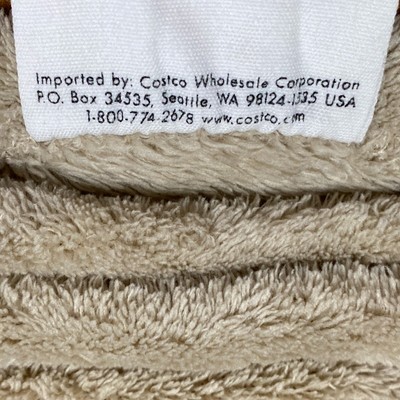 Imported by: Costco Wholesale Corporation
P.O. Box 34535, Seattle, WA 98124-1535 USA
1-800-774-2678 www.costco.com